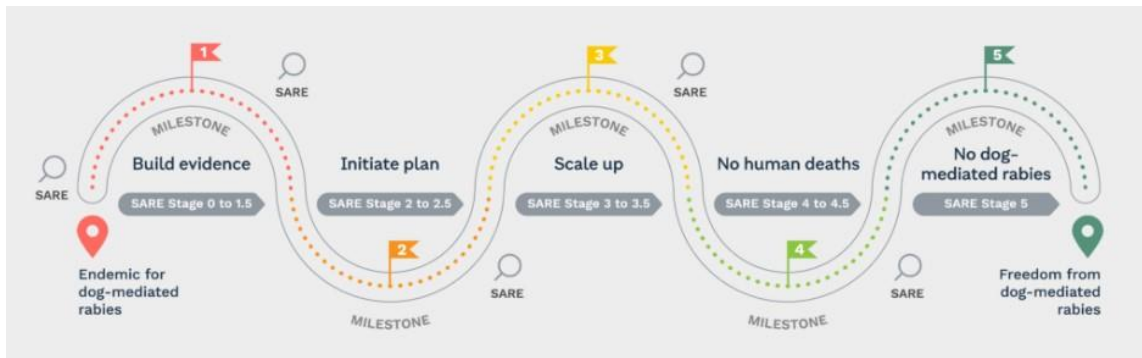 SARE
Endemic for
dog-mediated
rabies
1
MILESTONE
Build evidence
SARE Stage 0 to 1.5
SARE
Initiate plan
SARE Stage 2 to 2.5
2
MILESTONE
SARE
3
MILESTONE
Scale up
SARE Stage 3 to 3.5
SARE
No human deaths
SARE Stage 4 to 4.5
4
MILESTONE
SARE
5
MILESTONE
No dog-
mediated rabies
SARE Stage 5
Freedom from
dog-mediated
rabies